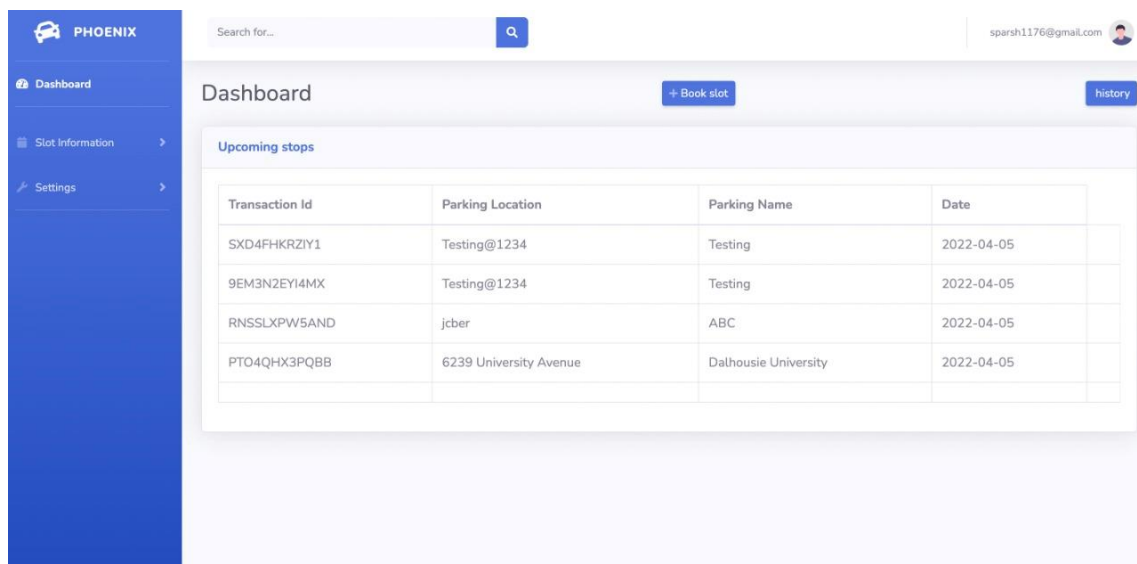 PHOENIX
Search for...
sparsh1176@gmail.com
Dashboard
Slot Information
Settings
Dashboard
+ Book slot
history
Upcoming stops
Transaction Id Parking Location Parking Name Date
SXD4FHKRZIY1 Testing@1234 Testing 2022-04-05
9EM3N2EYI4MX Testing@1234 Testing 2022-04-05
RNSSLXPW5AND jcber ABC 2022-04-05
PTO4QHX3PQBB 6239 University Avenue Dalhousie University 2022-04-05